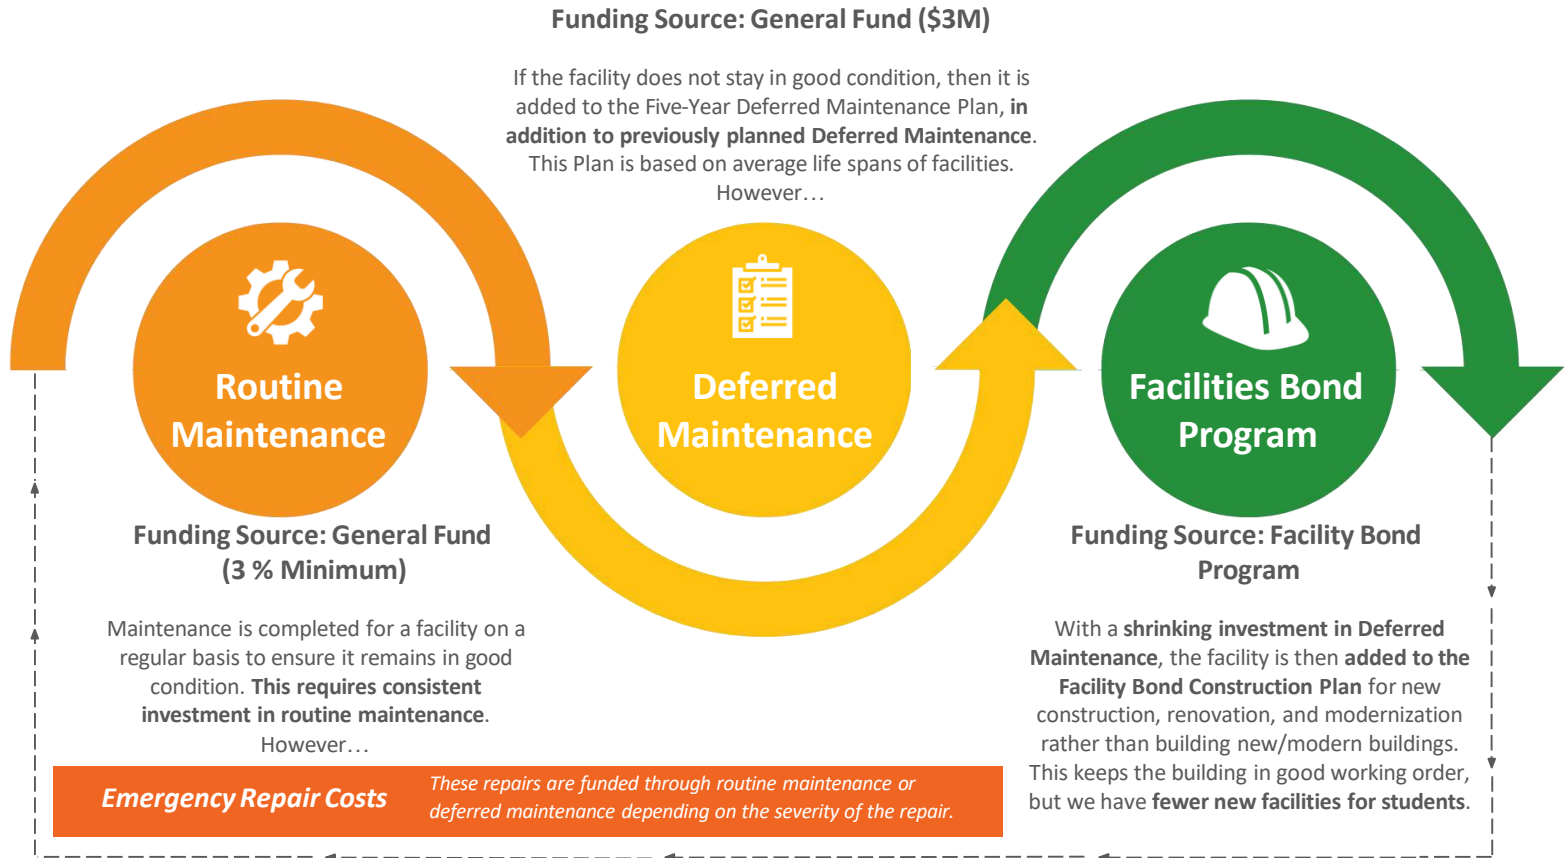 Funding Source: General Fund ($3M)
If the facility does not stay in good condition, then it is
added to the Five-Year Deferred Maintenance Plan, in
addition to previously planned Deferred Maintenance.
This Plan is based on average life spans of facilities.
However...
Routine
Maintenance
Deferred
Maintenance
Facilities Bond
Program
Funding Source: General Fund
(3 % Minimum)
Maintenance is completed for a facility on a
regular basis to ensure it remains in good
condition. This requires consistent
investment in routine maintenance.
However...
Funding Source: Facility Bond
Program
With a shrinking investment in Deferred
Maintenance, the facility is then added to the
Facility Bond Construction Plan for new
construction, renovation, and modernization
rather than building new/modern buildings.
This keeps the building in good working order,
but we have fewer new facilities for students.
Emergency Repair Costs
These repairs are funded through routine maintenance or
deferred maintenance depending on the severity of the repair.